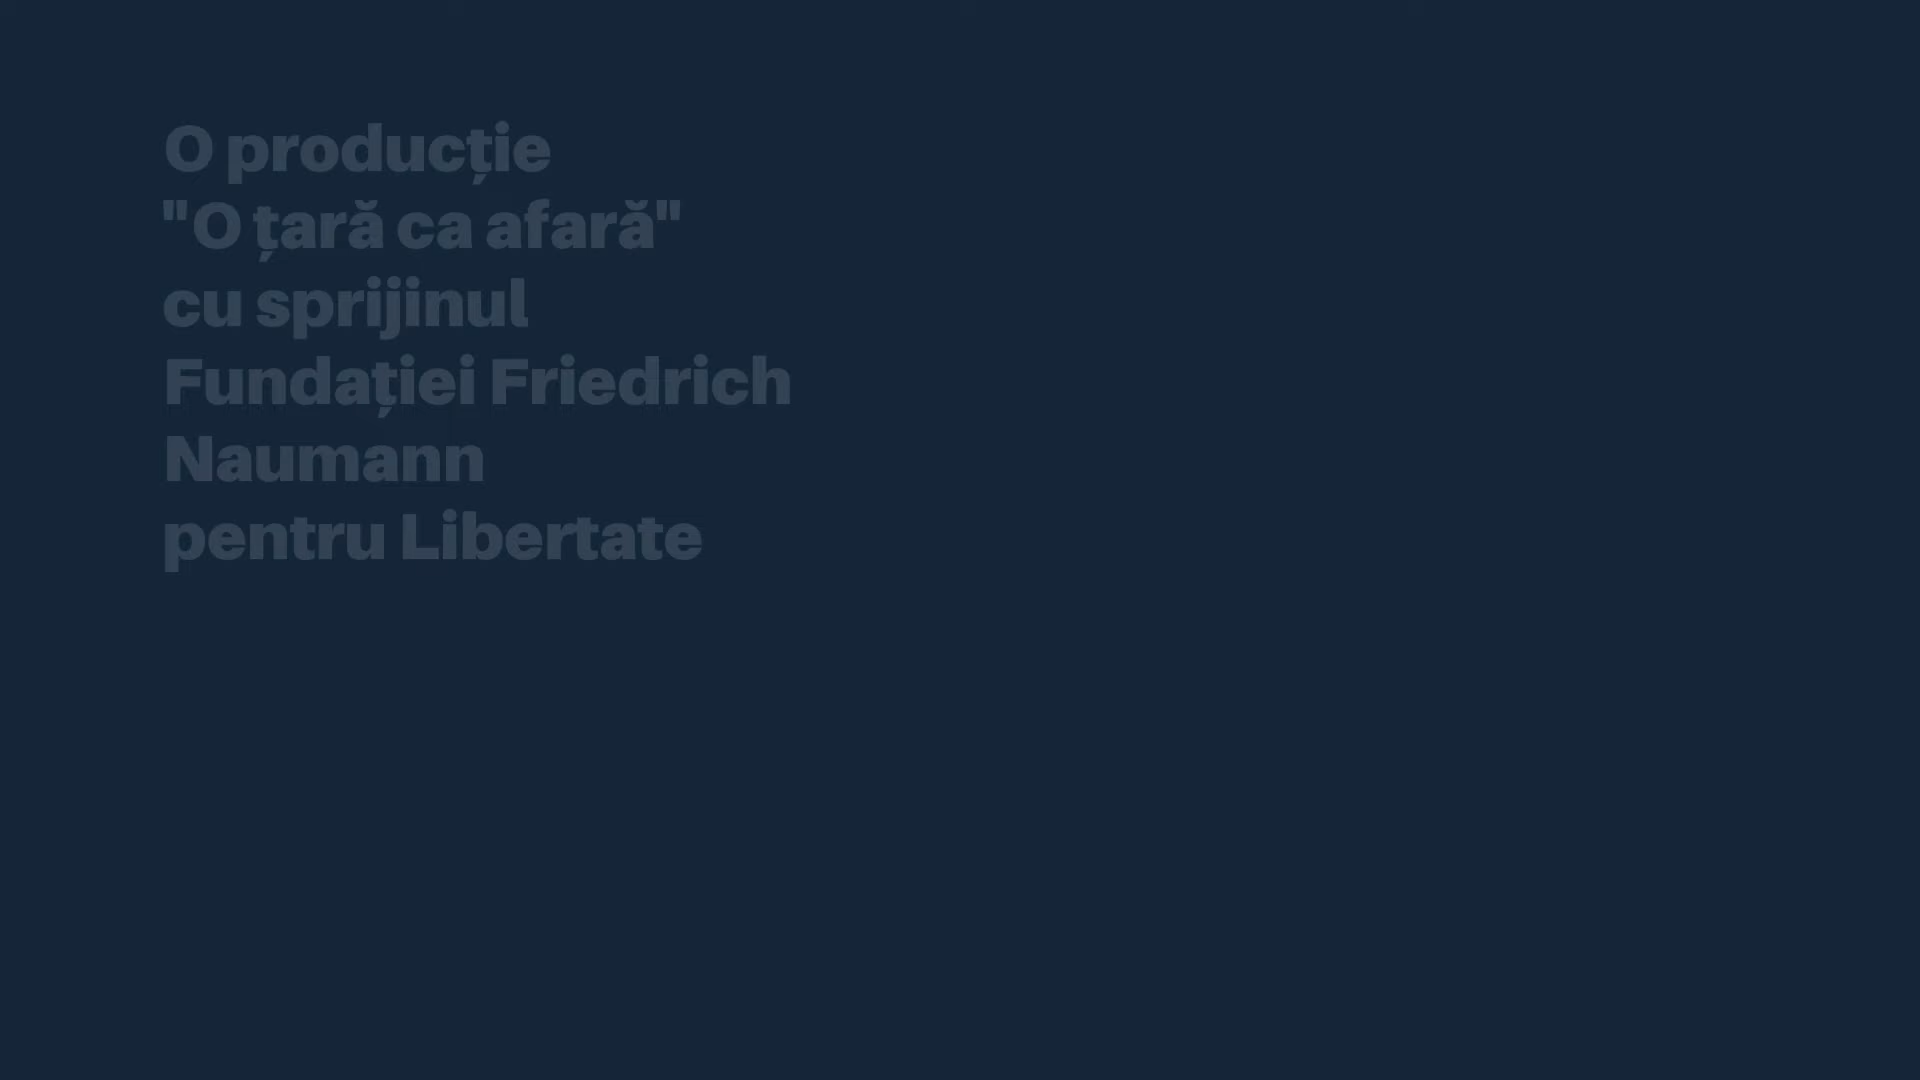 O producție
"O țară ca afară"
cu sprijinul
Fundației Friedrich
Naumann
pentru Libertate